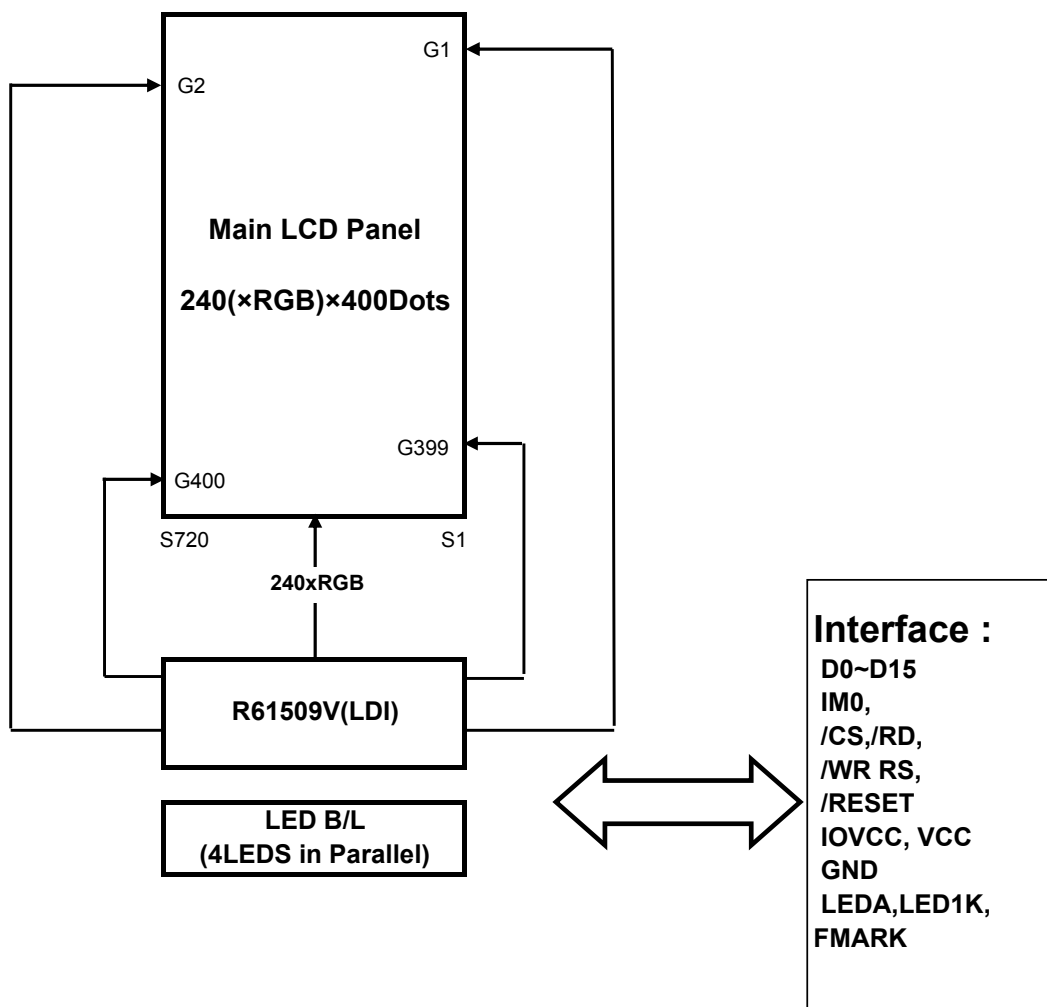 G1
G2
Main LCD Panel
240(×RGB)×400Dots
G399
G400
S720
S1
240xRGB
R61509V(LDI)
LED B/L
(4LEDS in Parallel)
Interface :
D0~D15
IM0,
/CS,/RD,
/WR RS,
/RESET
IOVCC, VCC
GND
LEDA,LED1K,
FMARK